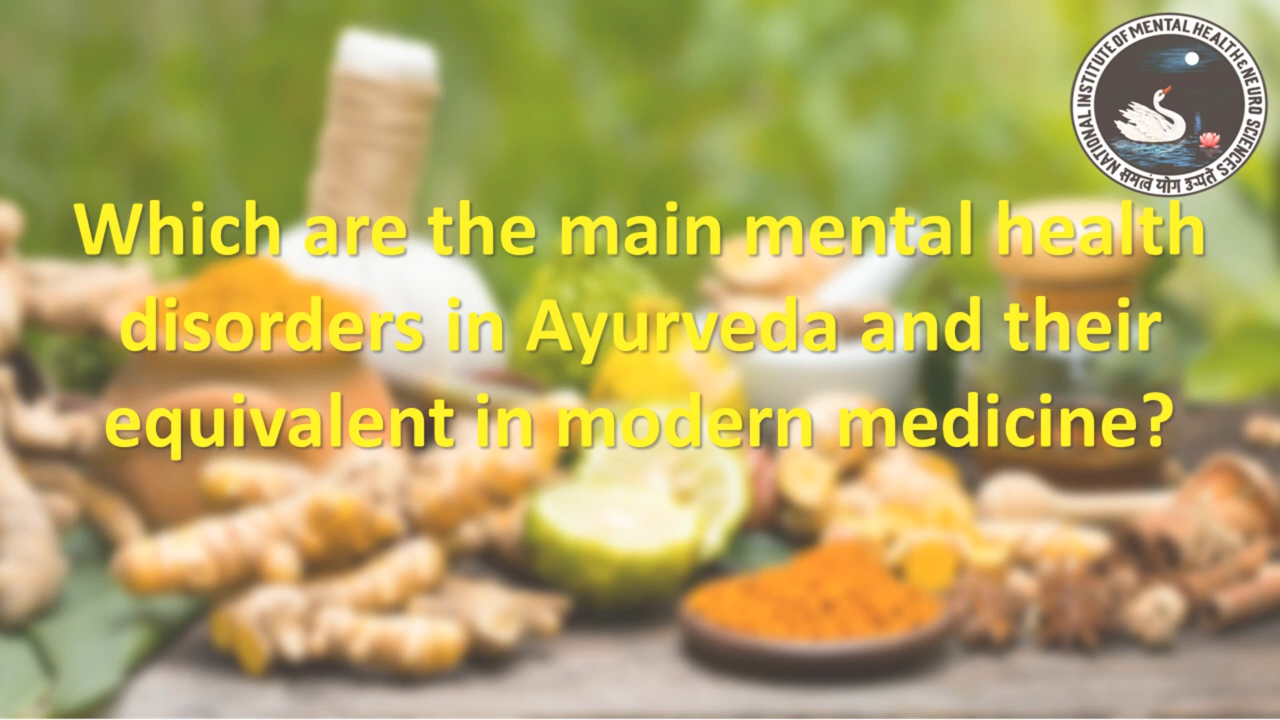 NATIONAL INSTITUTE OF MENTAL HEALTH & NEURO SCIENCES
समत्वं योग उच्यते
Which are the main mental health
disorders in Ayurveda and their
equivalent in modern medicine?